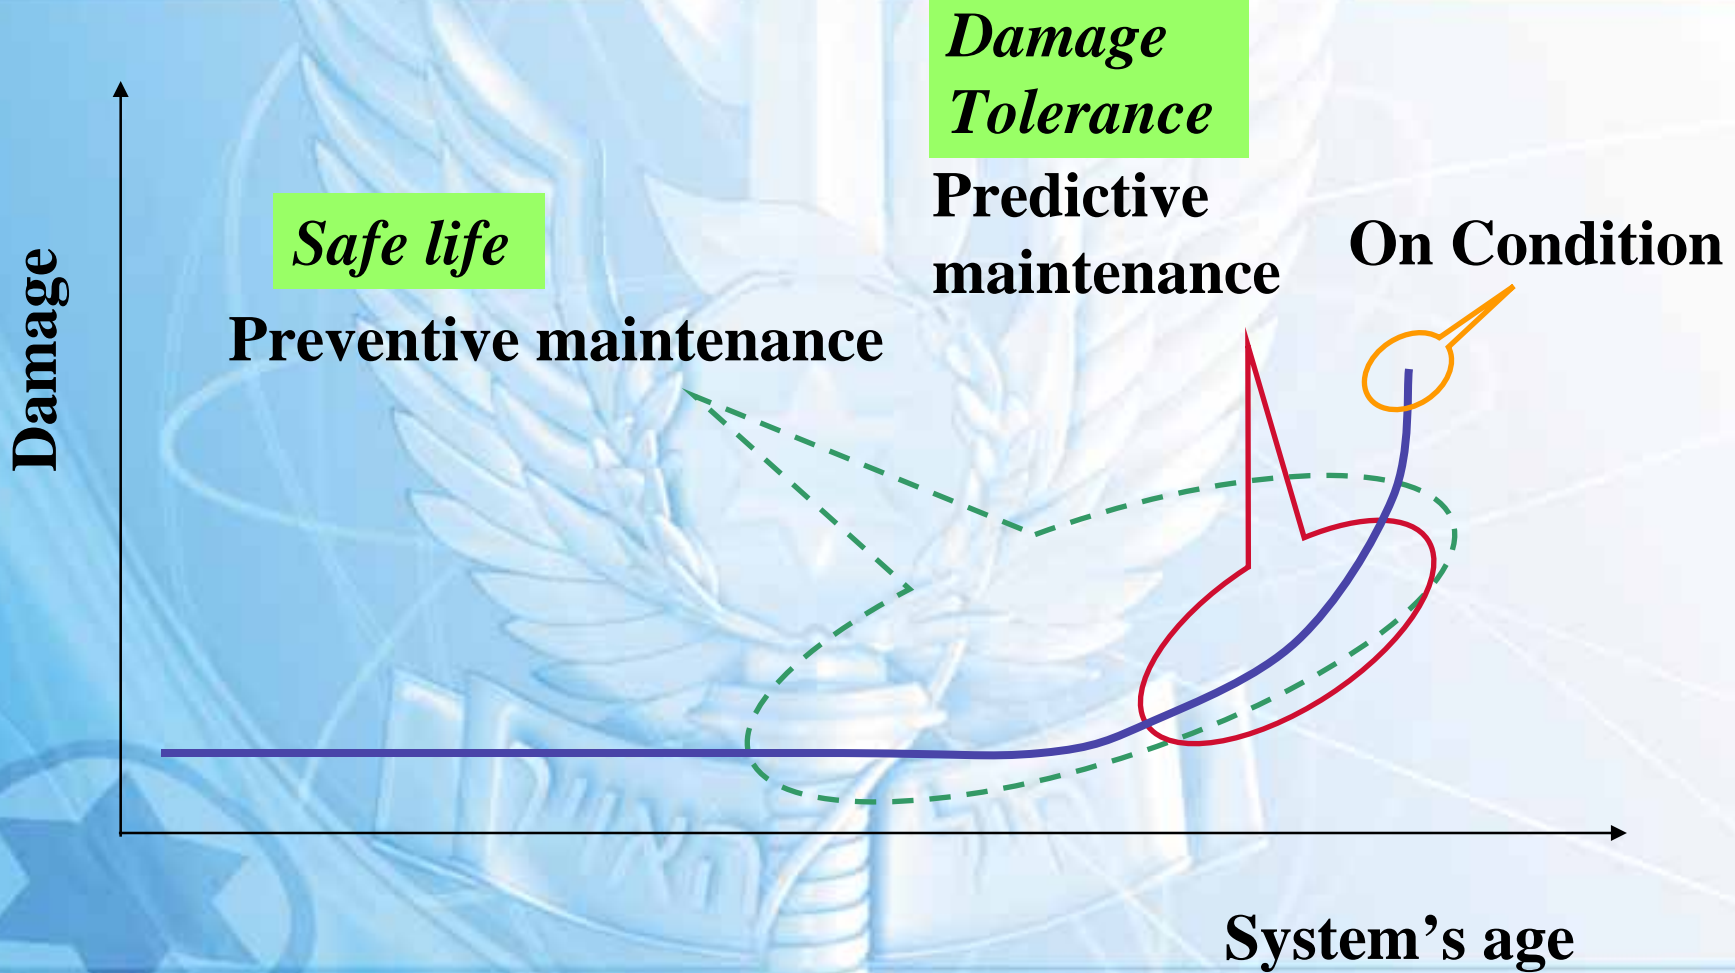 Damage
Tolerance
Predictive
maintenance
On Condition
Safe life
Preventive maintenance
Damage
System’s age